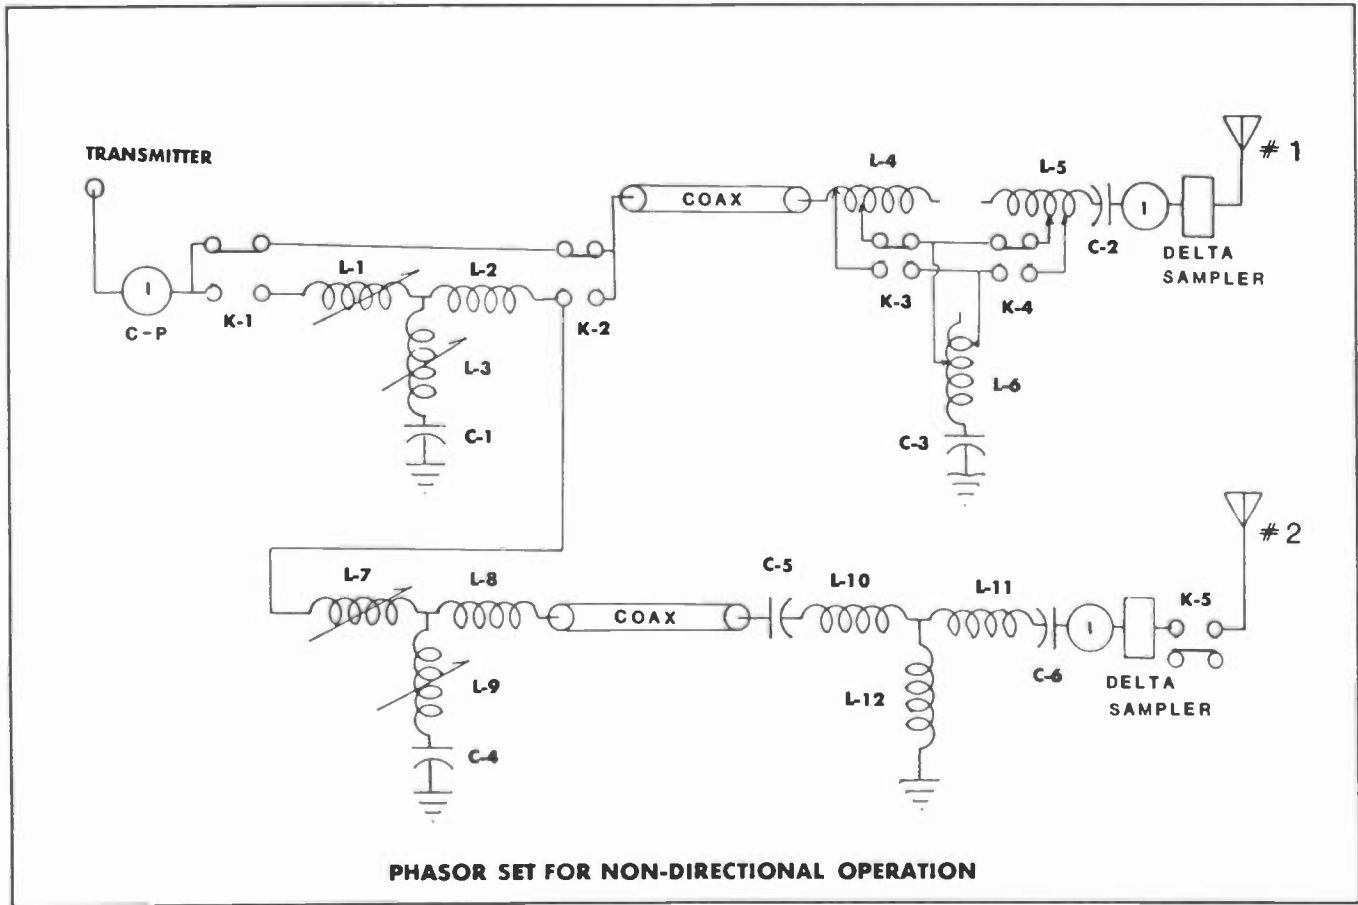 TRANSMITTER
C-P
I
K-1
L-1
L-2
L-3
C-1
K-2
COAX
L-4
L-5
K-3
K-4
C-2
I
DELTA
SAMPLER
# 1
L-6
C-3
L-7
L-8
L-9
C-4
COAX
C-5
L-10
L-11
L-12
C-6
I
DELTA
SAMPLER
K-5
# 2
PHASOR SET FOR NON-DIRECTIONAL OPERATION